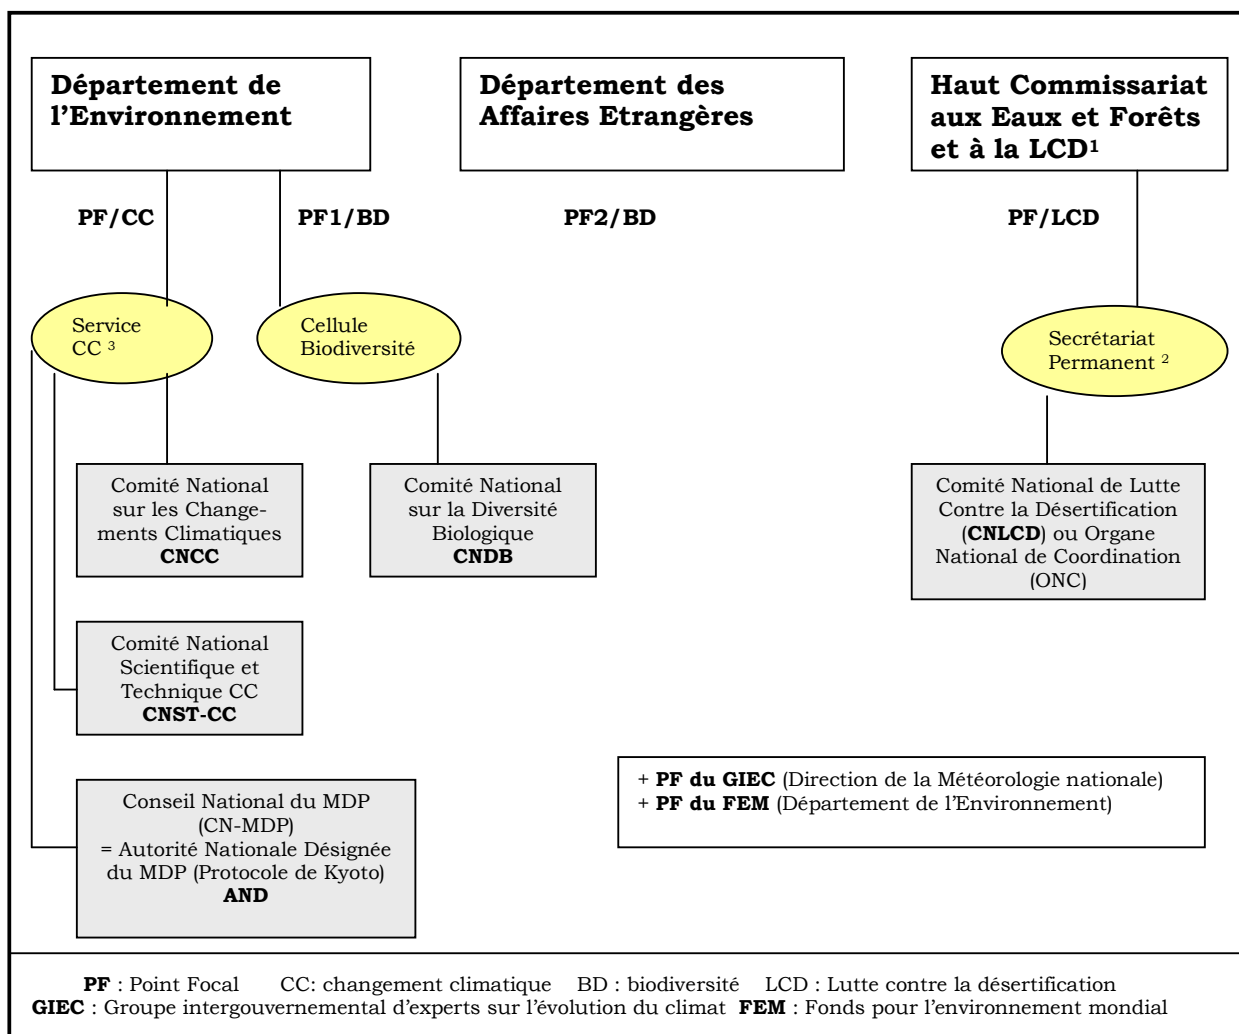 Département de
l’Environnement
Département des
Affaires Etrangères
Haut Commissariat
aux Eaux et Forêts
et à la LCD¹
PF/CC
PF1/BD
PF2/BD
PF/LCD
Service
CC ³
Cellule
Biodiversité
Secrétariat
Permanent ²
Comité National
sur les Change-
ments Climatiques
CNCC
Comité National
sur la Diversité
Biologique
CNDB
Comité National de Lutte
Contre la Désertification
(CNLCD) ou Organe
National de Coordination
(ONC)
Comité National
Scientifique et
Technique CC
CNST-CC
Conseil National du MDP
(CN-MDP)
= Autorité Nationale Désignée
du MDP (Protocole de Kyoto)
AND
+ PF du GIEC (Direction de la Météorologie nationale)
+ PF du FEM (Département de l’Environnement)
PF : Point Focal CC: changement climatique BD : biodiversité LCD : Lutte contre la désertification
GIEC : Groupe intergouvernemental d’experts sur l’évolution du climat FEM : Fonds pour l’environnement mondial